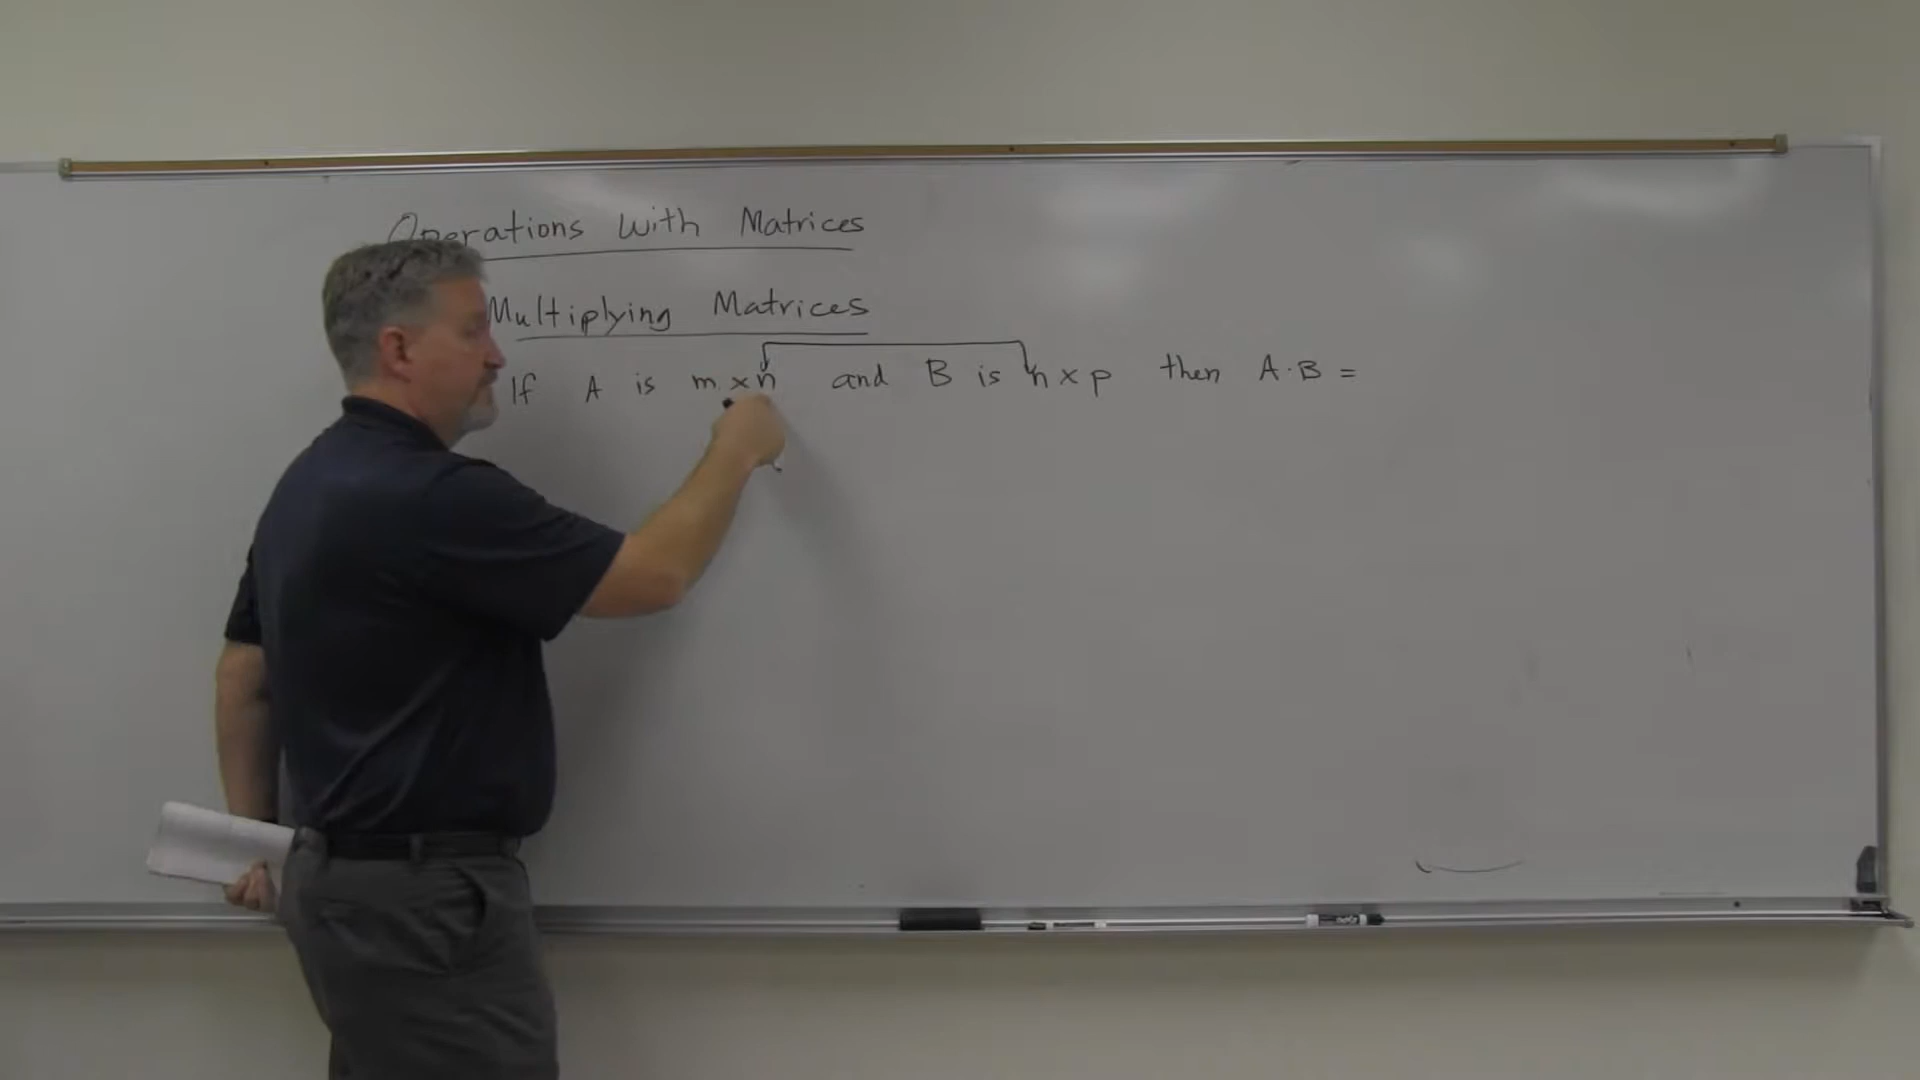 Operations with Matrices
Multiplying Matrices
If A is m x n and B is n x p then A·B =